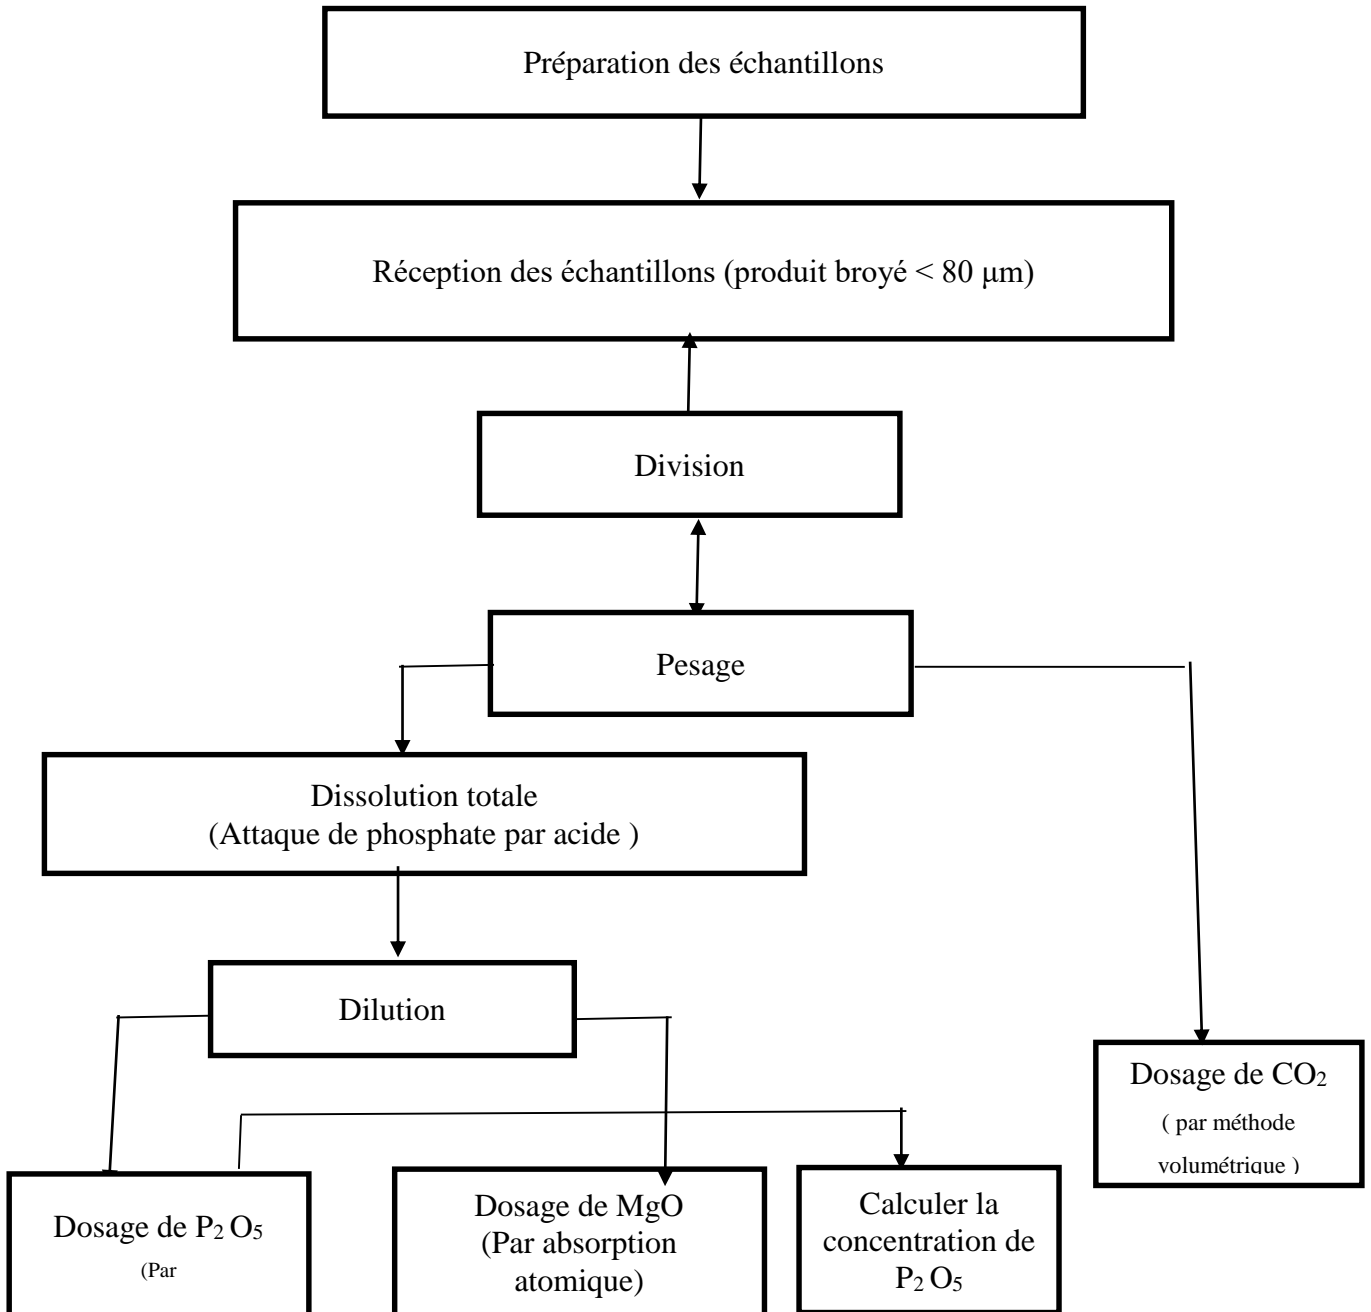 Préparation des échantillons
Réception des échantillons (produit broyé < 80 μm)
Division
Pesage
Dissolution totale
(Attaque de phosphate par acide )
Dilution
Dosage de CO₂
( par méthode
volumétrique )
Dosage de P₂ O₅
(Par
Dosage de MgO
(Par absorption
atomique)
Calculer la
concentration de
P₂ O₅